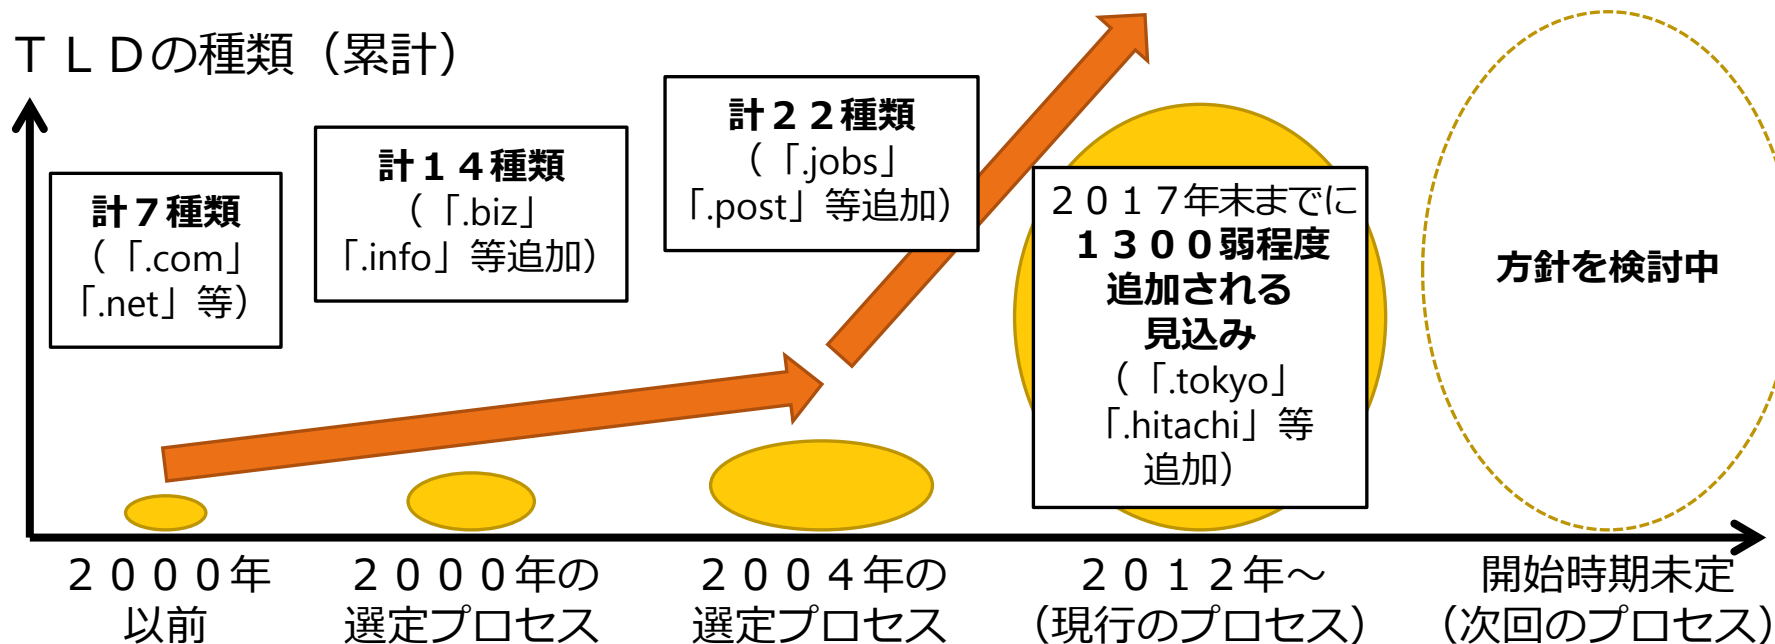 ＴＬＤの種類（累計）
計７種類
（「.com」
「.net」等）
計１４種類
（「.biz」
「.info」等追加）
計２２種類
（「.jobs」
「.post」等追加）
２０１７年末までに
１３００弱程度
追加される
見込み
（「.tokyo」
「.hitachi」等
追加）
方針を検討中
２０００年
以前
２０００年の
選定プロセス
２００４年の
選定プロセス
２０１２年～
（現行のプロセス）
開始時期未定
（次回のプロセス）